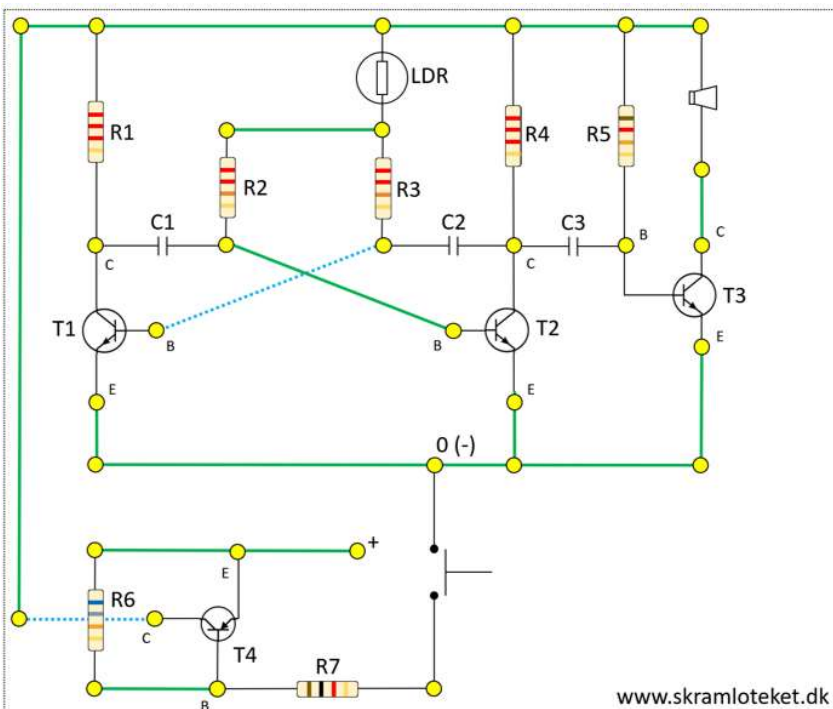 LDR
R1
R4
R5
R2
R3
C1
C2
C3
B
C
C
C
T1
T2
T3
B
B
E
E
E
0 (-)
+
E
R6
C
T4
R7
B
www.skramloteket.dk